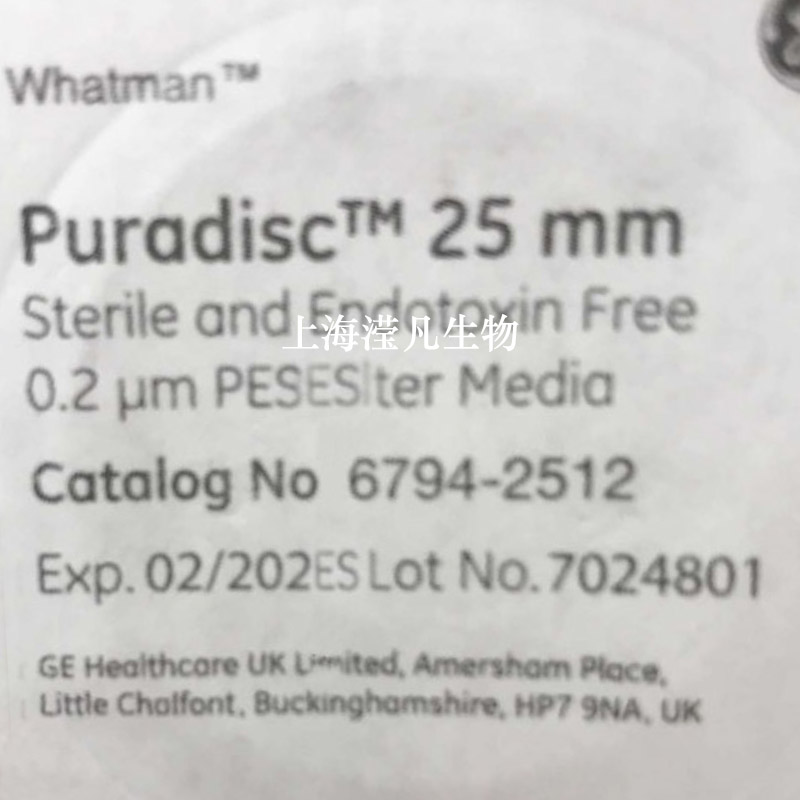 Whatman™
Puradisc™ 25 mm
Sterile and Endotoxin Free
上海滢凡生物
0.2 µm PESESlter Media
Catalog No 6794-2512
Exp. 02/202ES Lot No. 7024801
GE Healthcare UK Limited, Amersham Place,
Little Chalfont, Buckinghamshire, HP7 9NA, UK